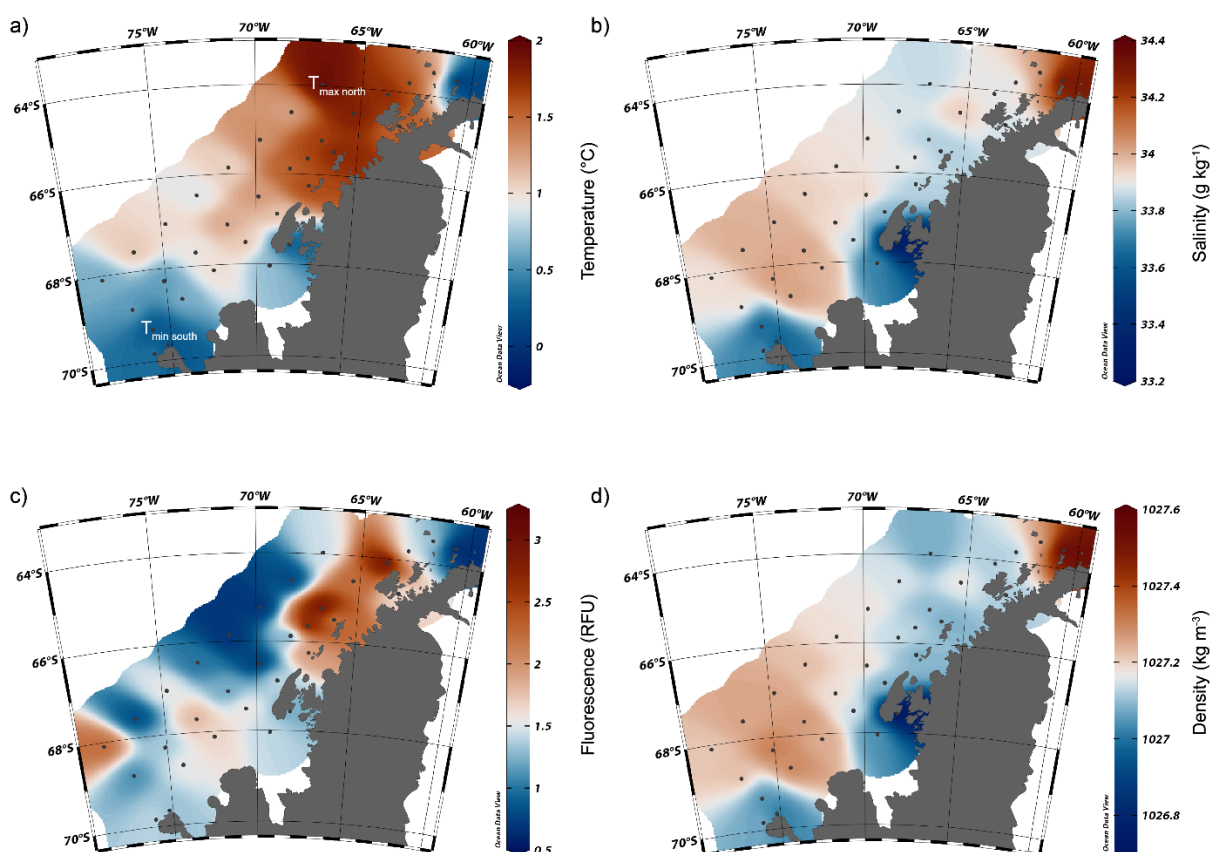 a)
75°W
70°W
65°W
60°W
64°S
66°S
68°S
70°S
T max north
T min south
2
1.5
1
0.5
0
Temperature (°C)
Ocean Data View
b)
75°W
70°W
65°W
60°W
64°S
66°S
68°S
70°S
34.4
34.2
34
33.8
33.6
33.4
33.2
Salinity (g kg-1)
Ocean Data View
c)
75°W
70°W
65°W
60°W
64°S
66°S
68°S
70°S
3
2.5
2
1.5
1
0.5
Fluorescence (RFU)
Ocean Data View
d)
75°W
70°W
65°W
60°W
64°S
66°S
68°S
70°S
1027.6
1027.4
1027.2
1027
1026.8
Density (kg m-3)
Ocean Data View